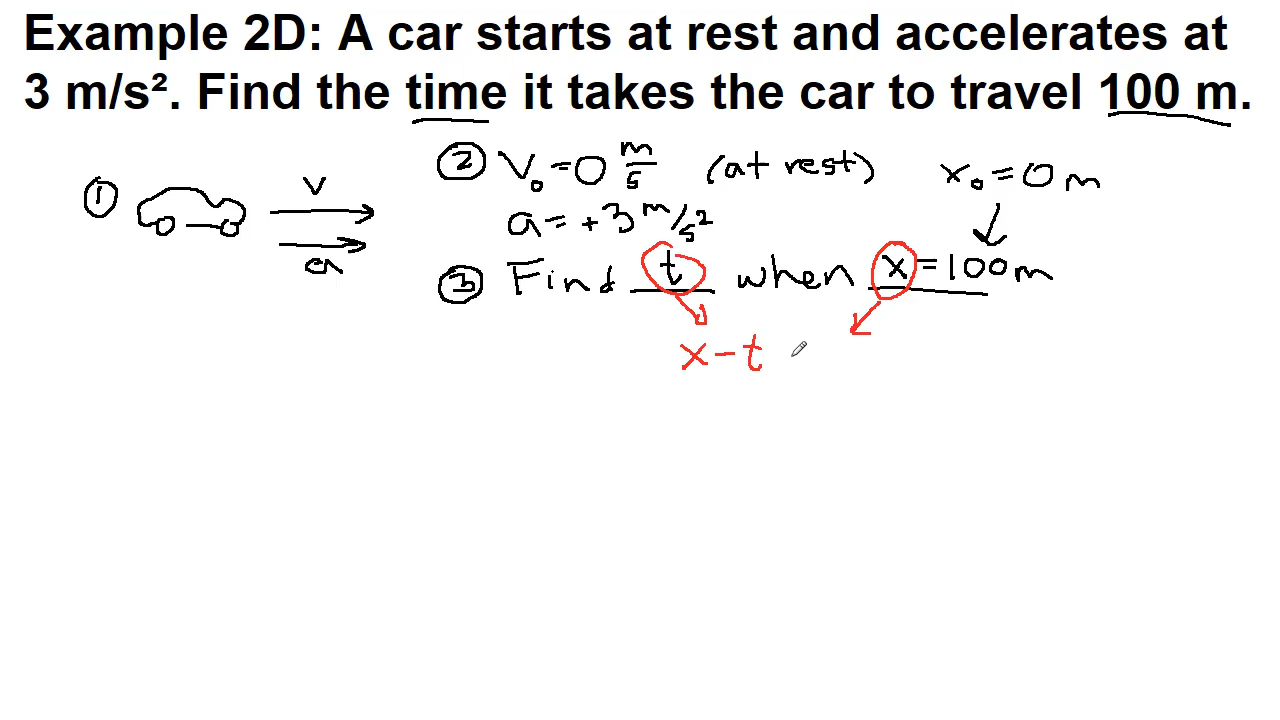 Example 2D: A car starts at rest and accelerates at
3 m/s². Find the time it takes the car to travel 100 m.
① V
a
② V₀ = 0 m/s (at rest) x₀ = 0 m
a = +3 m/s²
③ Find t when x = 100 m
x - t